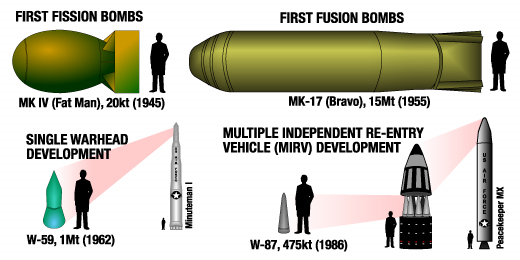 FIRST FISSION BOMBS
MK IV (Fat Man), 20kt (1945)
FIRST FUSION BOMBS
MK-17 (Bravo), 15Mt (1955)
SINGLE WARHEAD
DEVELOPMENT
W-59, 1Mt (1962)
Minuteman I
MULTIPLE INDEPENDENT RE-ENTRY
VEHICLE (MIRV) DEVELOPMENT
W-87, 475kt (1986)
US AIR FORCE
Peacekeeper MX